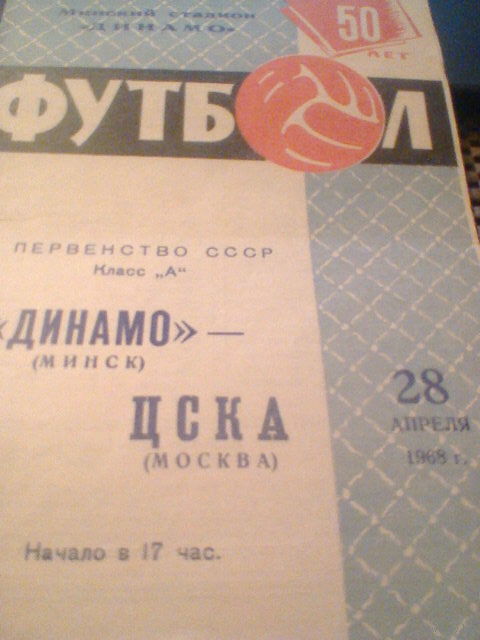 Минский стадион
«ДИНАМО»
50
ЛЕТ
ФУТБОЛ
ПЕРВЕНСТВО СССР
Класс „А“
«ДИНАМО» —
(МИНСК)
ЦСКА
(МОСКВА)
28
АПРЕЛЯ
1968 г.
Начало в 17 час.